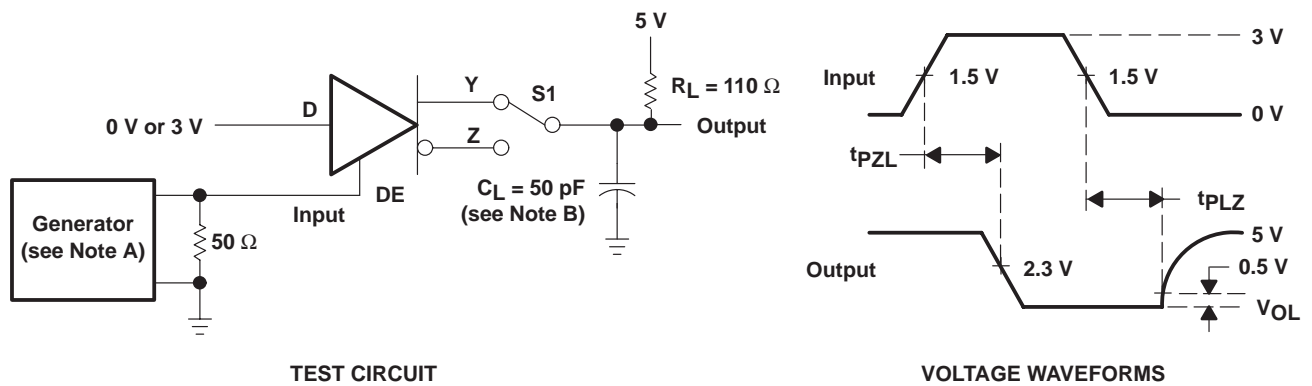 5 V
R_L = 110 Ω
Output
S1
Y
Z
D
0 V or 3 V
DE
Input
C_L = 50 pF
(see Note B)
Generator
(see Note A)
50 Ω
TEST CIRCUIT
3 V
Input
1.5 V
1.5 V
0 V
t_PZL
t_PLZ
5 V
Output
2.3 V
0.5 V
V_OL
VOLTAGE WAVEFORMS